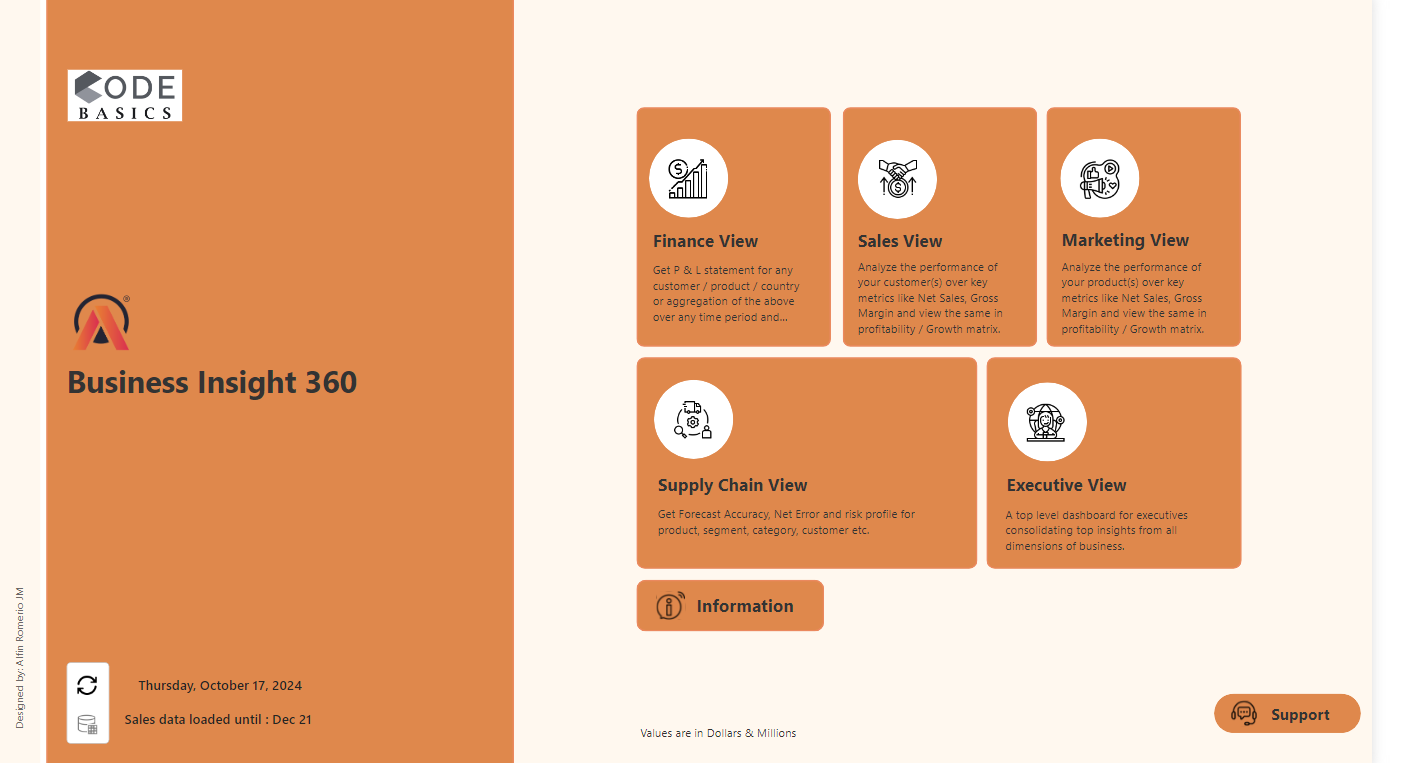 CODE
BASICS
Business Insight 360
Thursday, October 17, 2024
Sales data loaded until : Dec 21
Designed by: Alfin Romerio JM
Finance View
Get P & L statement for any
customer / product / country
or aggregation of the above
over any time period and...
Sales View
Analyze the performance of
your customer(s) over key
metrics like Net Sales, Gross
Margin and view the same in
profitability / Growth matrix.
Marketing View
Analyze the performance of
your product(s) over key
metrics like Net Sales, Gross
Margin and view the same in
profitability / Growth matrix.
Supply Chain View
Get Forecast Accuracy, Net Error and risk profile for
product, segment, category, customer etc.
Executive View
A top level dashboard for executives
consolidating top insights from all
dimensions of business.
Information
Values are in Dollars & Millions
Support